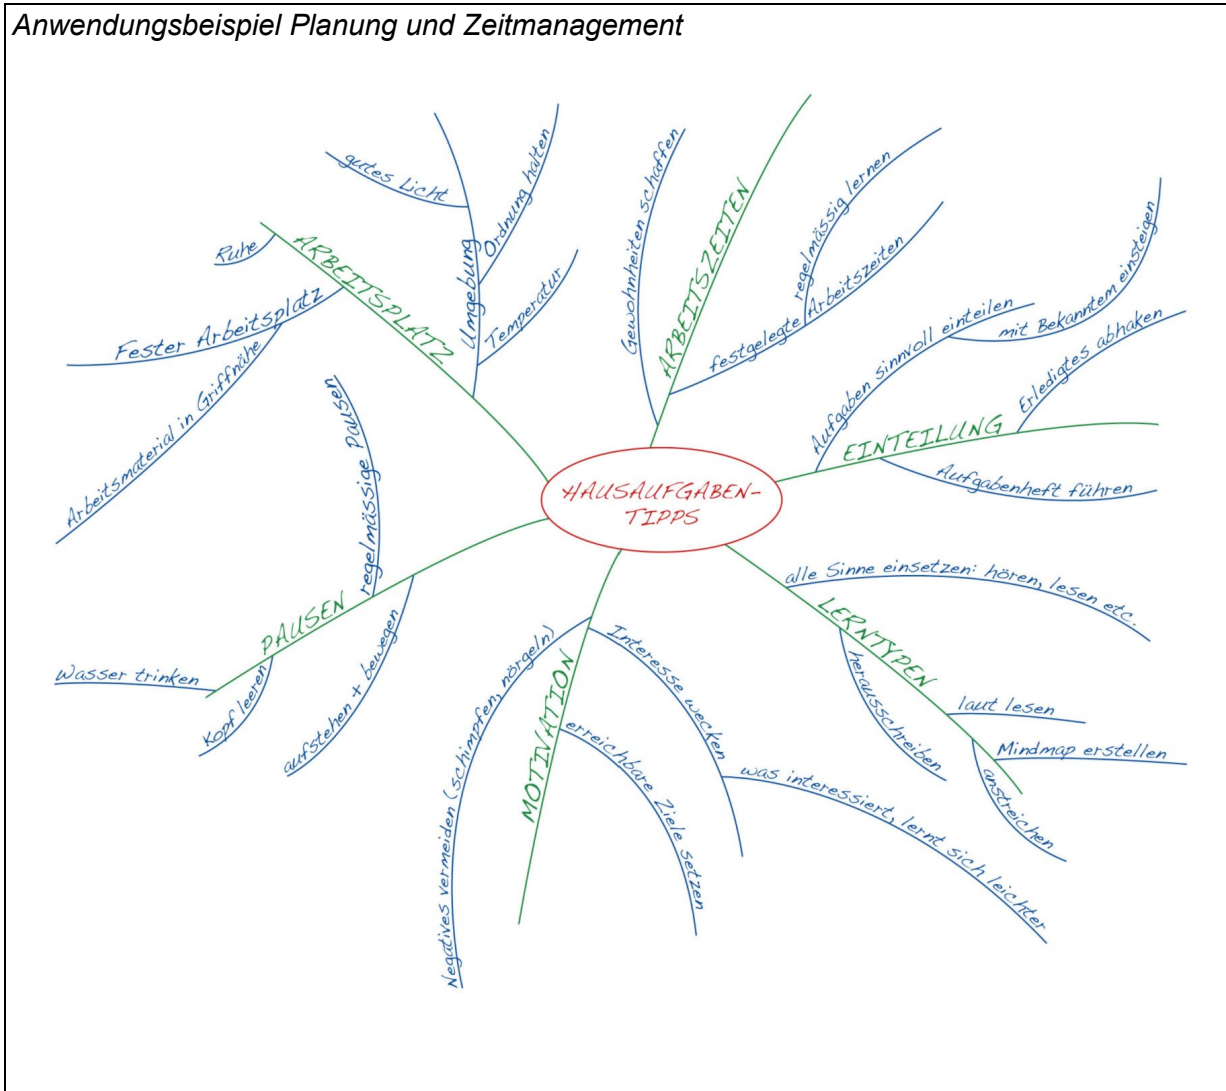 Anwendungsbeispiel Planung und Zeitmanagement
HAUSAUFGABEN-
TIPPS
ARBEITSPLATZ
Ruhe
Fester Arbeitsplatz
Arbeitsmaterial in Griffnähe
Umgebung
gutes Licht
Ordnung halten
Temperatur
ARBEITSZEITEN
Gewohnheiten schaffen
festgelegte Arbeitszeiten
regelmässig lernen
EINTEILUNG
Aufgaben sinnvoll einteilen
mit Bekanntem einsteigen
Erledigtes abhaken
Aufgabenheft führen
LERNTYPEN
alle Sinne einsetzen: hören, lesen etc.
herausschreiben
laut lesen
Mindmap erstellen
anstreichen
MOTIVATION
Interesse wecken
was interessiert, lernt sich leichter
erreichbare Ziele setzen
Negatives vermeiden (schimpfen, nörgeln)
PAUSEN
regelmässige Pausen
aufstehen + bewegen
Kopf leeren
Wasser trinken